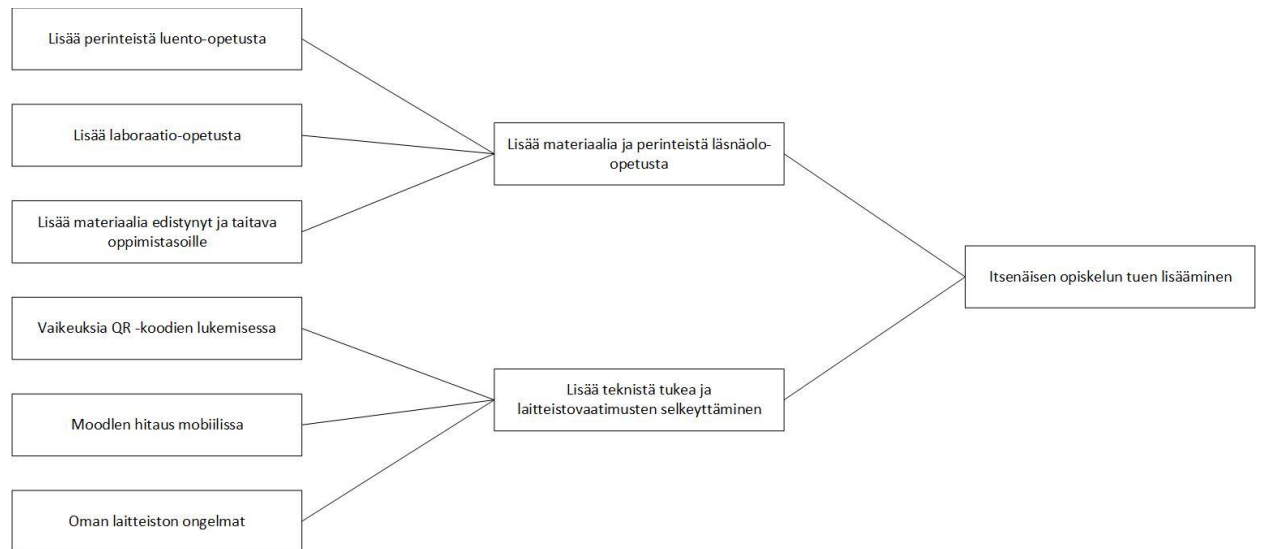 Lisää perinteistä luento-opetusta
Lisää laboraatio-opetusta
Lisää materiaalia edistynyt ja taitava
oppimistasoille
Vaikeuksia QR -koodien lukemisessa
Moodlen hitaus mobiilissa
Oman laitteiston ongelmat
Lisää materiaalia ja perinteistä läsnäolo-
opetusta
Lisää teknistä tukea ja
laitteistovaatimusten selkeyttäminen
Itsenäisen opiskelun tuen lisääminen